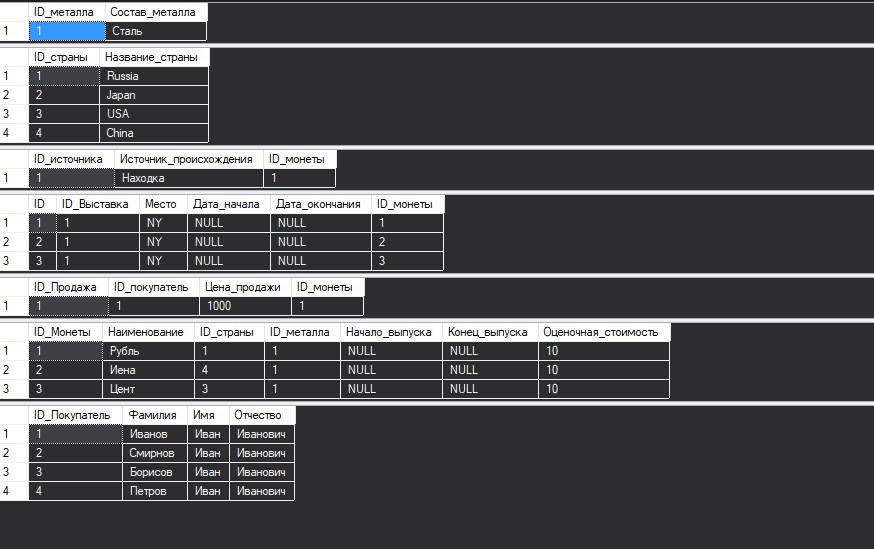 ID_металла Состав_металла
1 1 Сталь
ID_страны Название_страны
1 1 Russia
2 2 Japan
3 3 USA
4 4 China
ID_источника Источник_происхождения ID_монеты
1 1 Находка 1
ID ID_Выставка Место Дата_начала Дата_окончания ID_монеты
1 1 1 NY NULL NULL 1
2 2 1 NY NULL NULL 2
3 3 1 NY NULL NULL 3
ID_Продажа ID_покупатель Цена_продажи ID_монеты
1 1 1 1000 1
ID_Монеты Наименование ID_страны ID_металла Начало_выпуска Конец_выпуска Оценочная_стоимость
1 1 Рубль 1 1 NULL NULL 10
2 2 Иена 4 1 NULL NULL 10
3 3 Цент 3 1 NULL NULL 10
ID_Покупатель Фамилия Имя Отчество
1 1 Иванов Иван Иванович
2 2 Смирнов Иван Иванович
3 3 Борисов Иван Иванович
4 4 Петров Иван Иванович